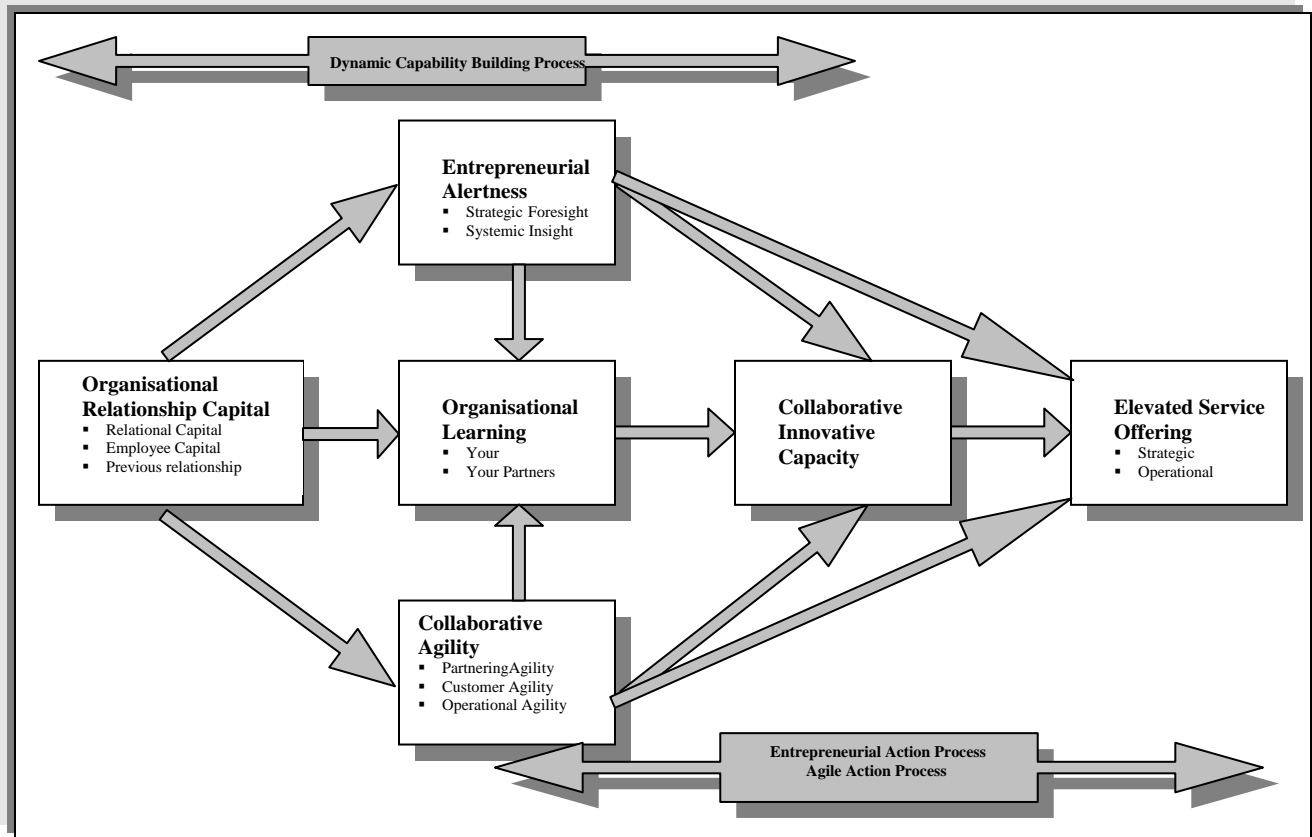 Dynamic Capability Building Process
Entrepreneurial
Alertness
▪ Strategic Foresight
▪ Systemic Insight
Organisational
Relationship Capital
▪ Relational Capital
▪ Employee Capital
▪ Previous relationship
Organisational
Learning
▪ Your
▪ Your Partners
Collaborative
Innovative
Capacity
Elevated Service
Offering
▪ Strategic
▪ Operational
Collaborative
Agility
▪ PartneringAgility
▪ Customer Agility
▪ Operational Agility
Entrepreneurial Action Process
Agile Action Process